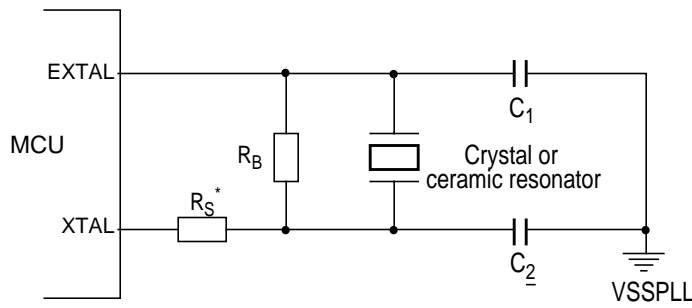 EXTAL
C1
MCU
RB
Crystal or
ceramic resonator
RS*
XTAL
C2
VSSPLL